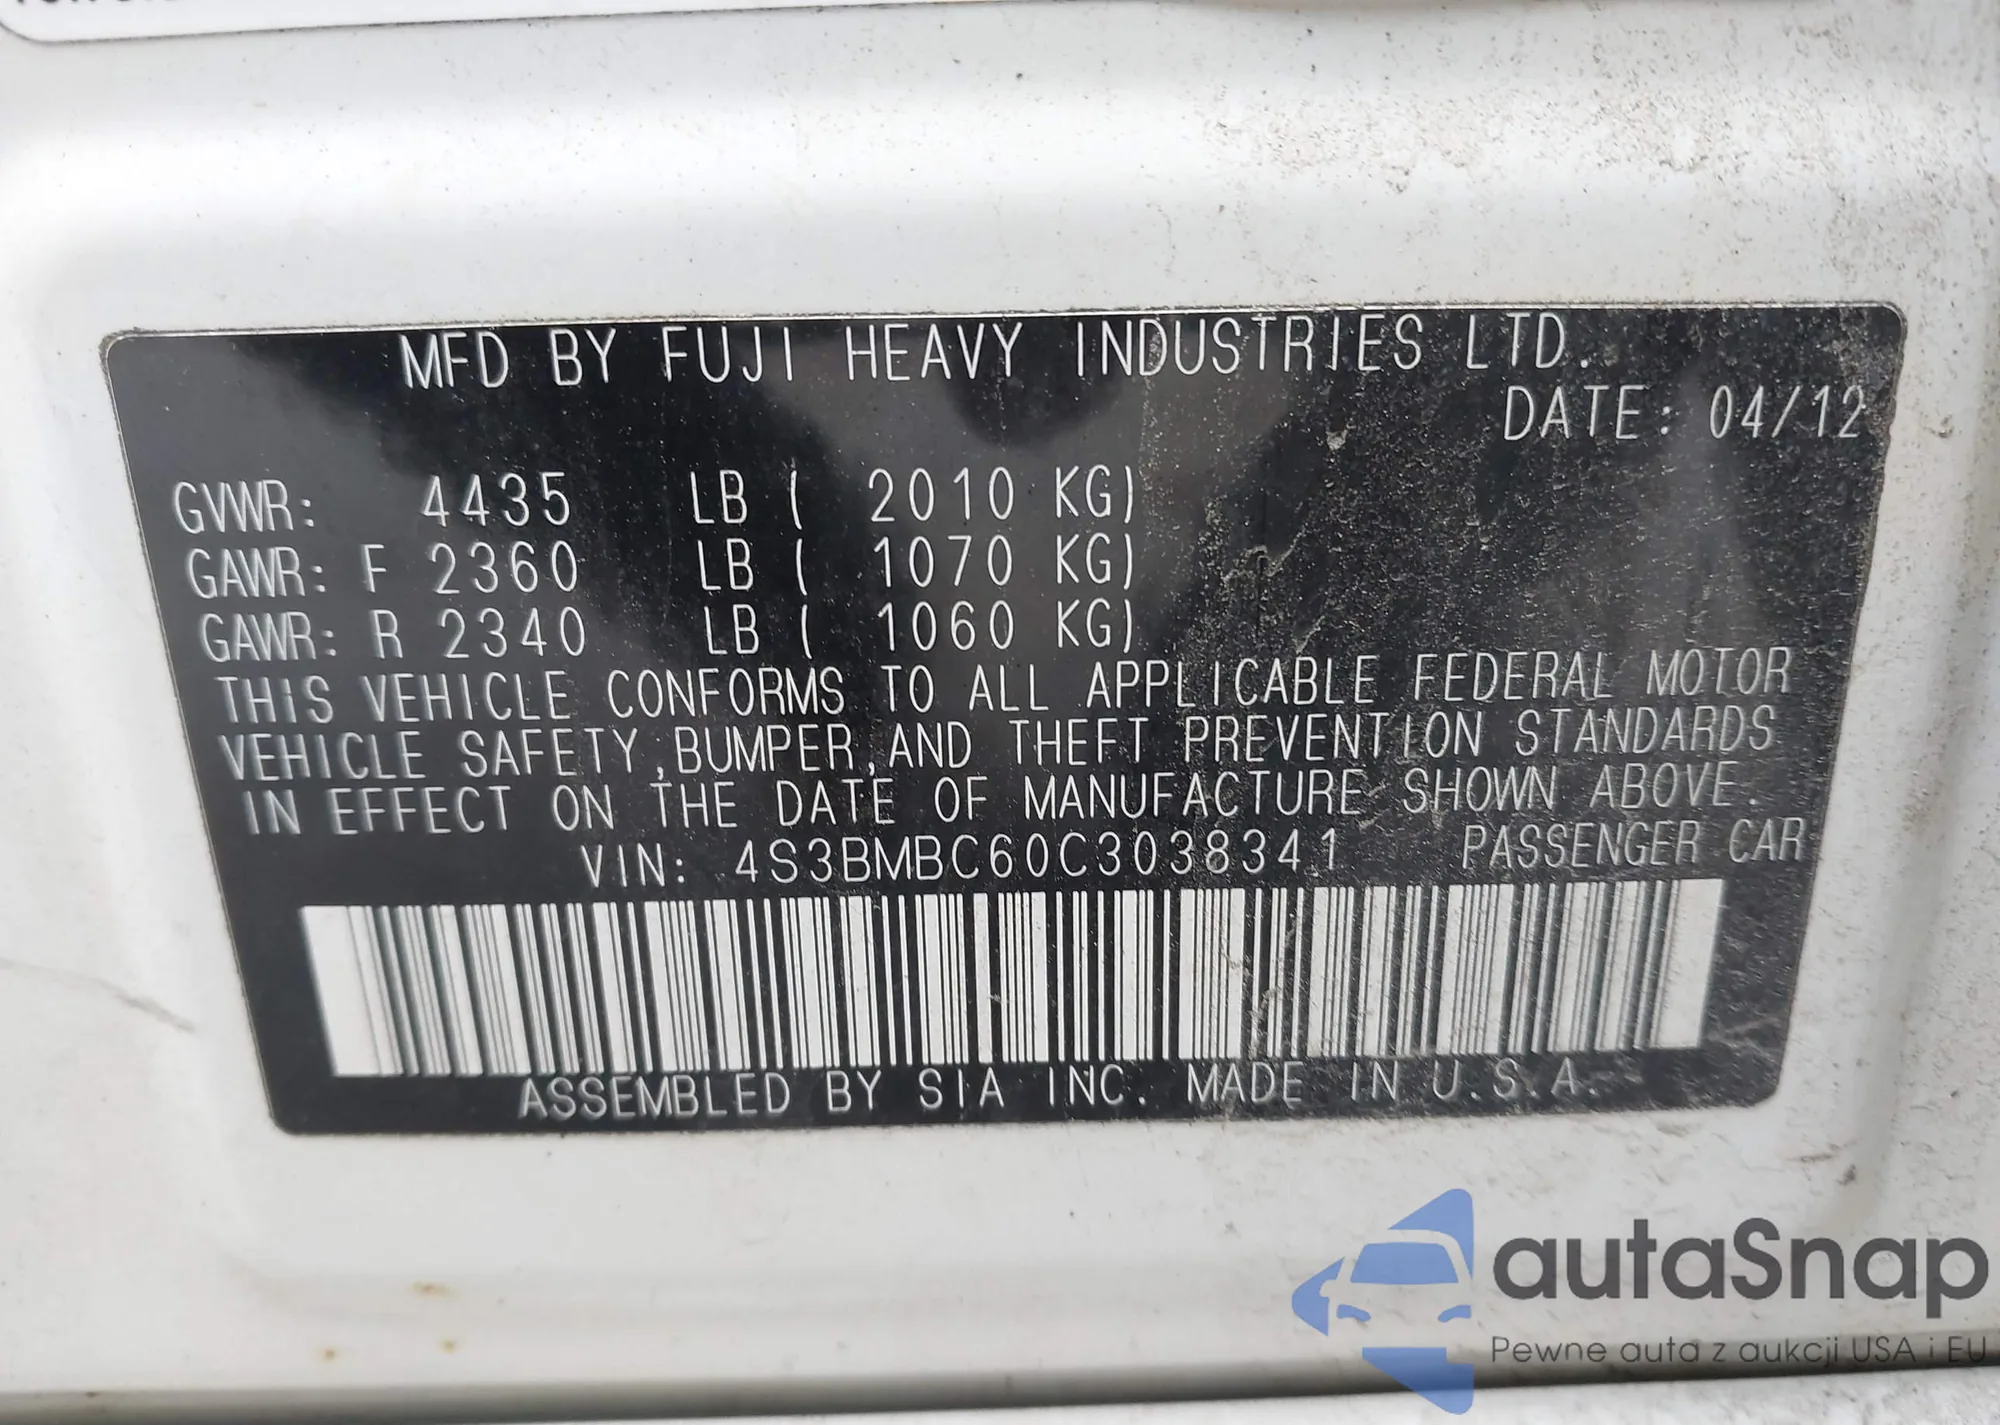 MFD BY FUJI HEAVY INDUSTRIES LTD.
DATE: 04/12
GVWR: 4435 LB ( 2010 KG)
GAWR: F 2360 LB ( 1070 KG)
GAWR: R 2340 LB ( 1060 KG)
THIS VEHICLE CONFORMS TO ALL APPLICABLE FEDERAL MOTOR
VEHICLE SAFETY,BUMPER,AND THEFT PREVENTION STANDARDS
IN EFFECT ON THE DATE OF MANUFACTURE SHOWN ABOVE.
VIN: 4S3BMBC60C3038341 PASSENGER CAR
ASSEMBLED BY SIA INC. MADE IN U.S.A.
autaSnap
Pewne auta z aukcji USA i EU